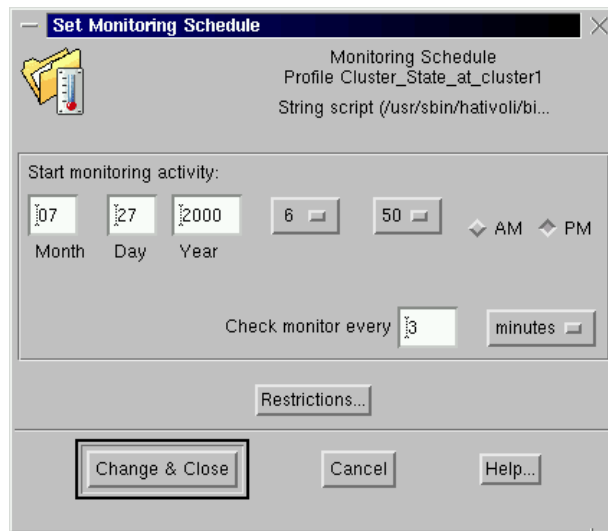 Set Monitoring Schedule
Monitoring Schedule
Profile Cluster_State_at_cluster1
String script (/usr/sbin/hativoli/bi...
Start monitoring activity:
07 27 2000 6 50 AM PM
Month Day Year
Check monitor every 3 minutes
Restrictions...
Change & Close Cancel Help...